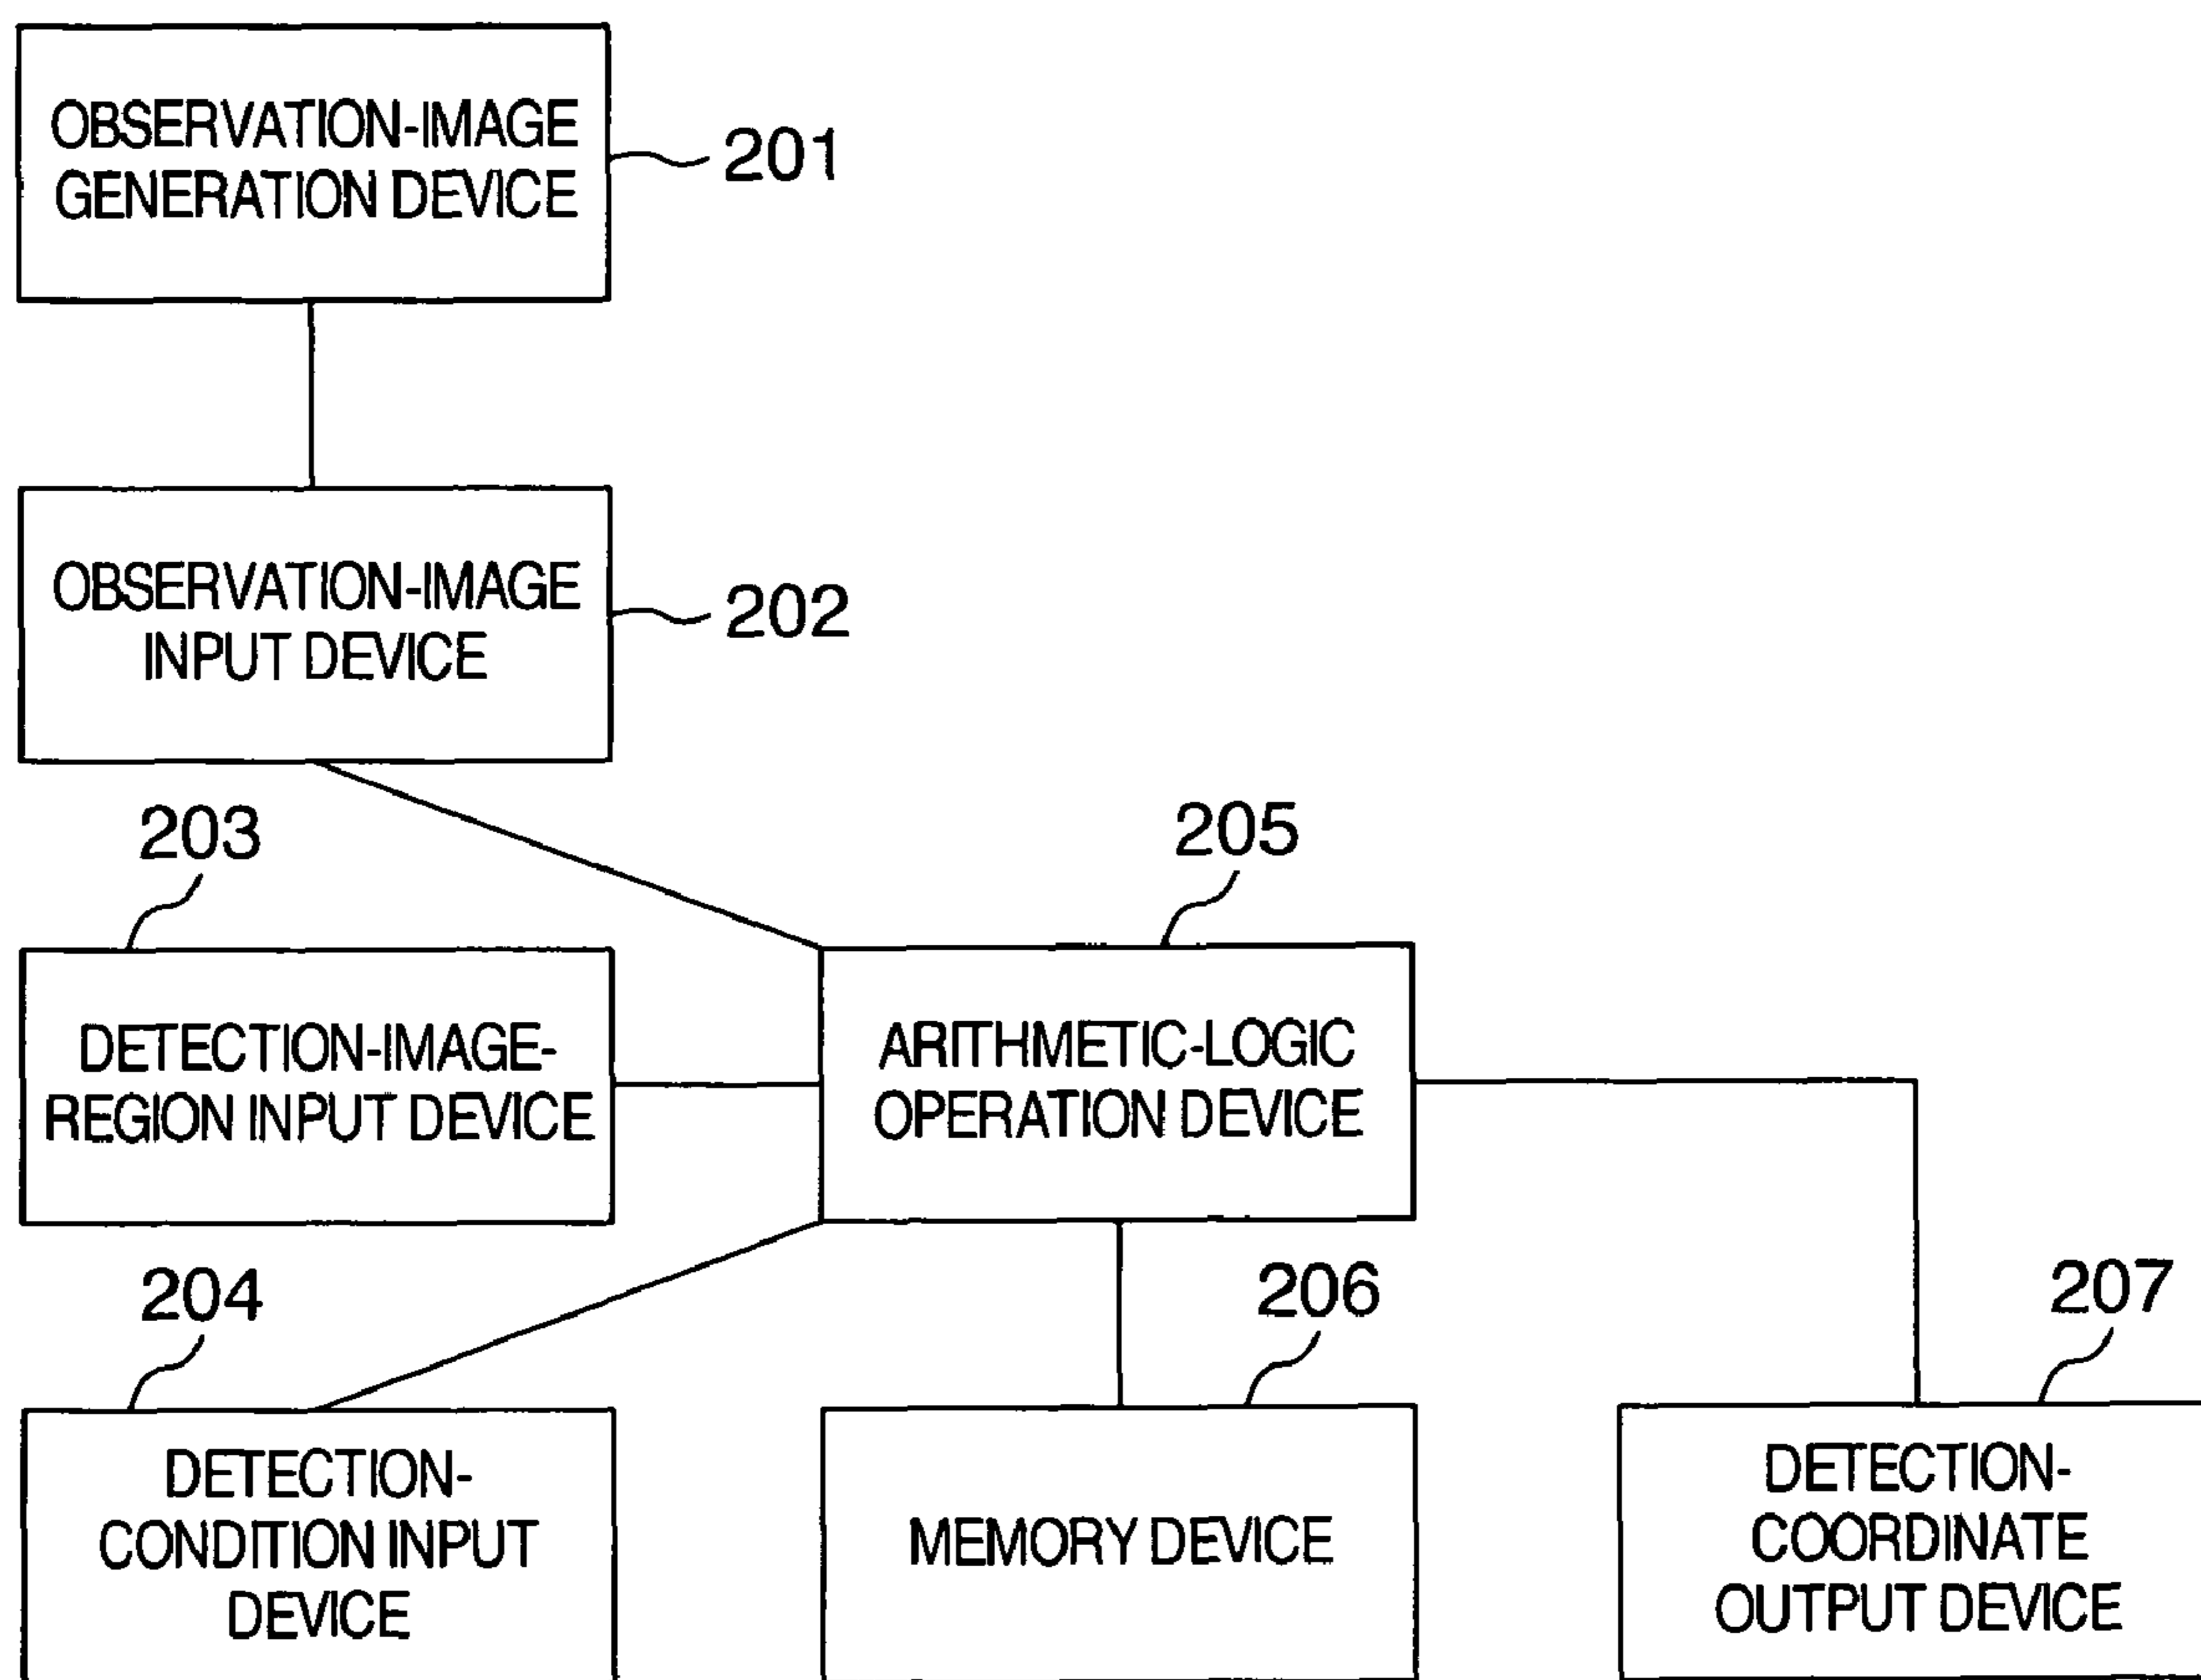 OBSERVATION-IMAGE
GENERATION DEVICE
201
OBSERVATION-IMAGE
INPUT DEVICE
202
203
DETECTION-IMAGE-
REGION INPUT DEVICE
205
ARITHMETIC-LOGIC
OPERATION DEVICE
204
DETECTION-
CONDITION INPUT
DEVICE
206
MEMORY DEVICE
207
DETECTION-
COORDINATE
OUTPUT DEVICE